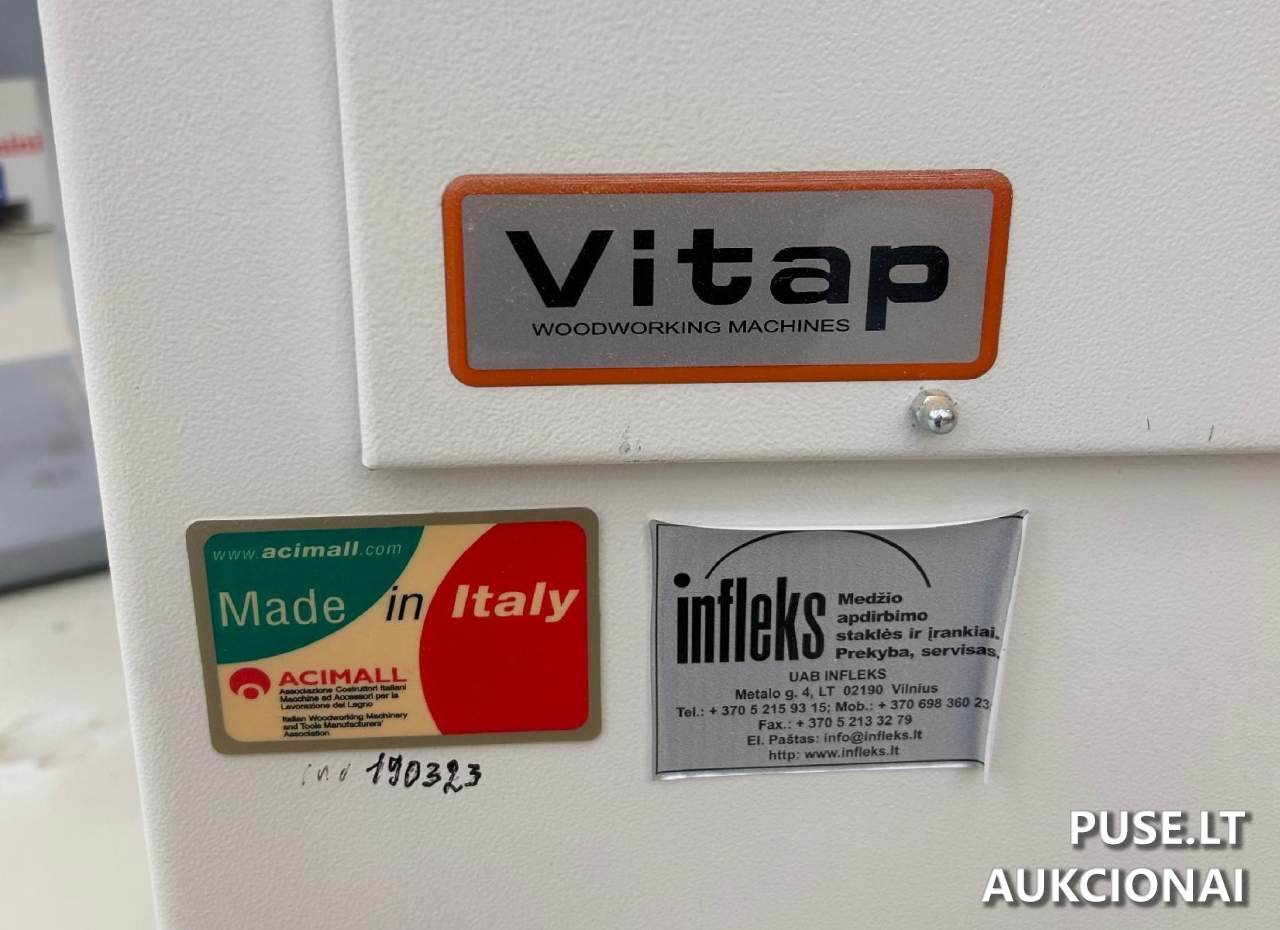 Vitap
WOODWORKING MACHINES
www.acimall.com
Made in Italy
ACIMALL
Associazione Costruttori Italiani
Macchine ed Accessori per la
Lavorazione del Legno
Italian Woodworking Machinery
and Tools Manufacturers'
Association
190323
infleks
Medžio
apdirbimo
staklės ir įrankiai.
Prekyba, servisas.
UAB INFLEKS
Metalo g. 4, LT 02190 Vilnius
Tel.: + 370 5 215 93 15; Mob.: + 370 698 360 23
Fax.: + 370 5 213 32 79
El. Paštas: info@infleks.lt
http: www.infleks.lt
PUSE.LT
AUKCIONAI